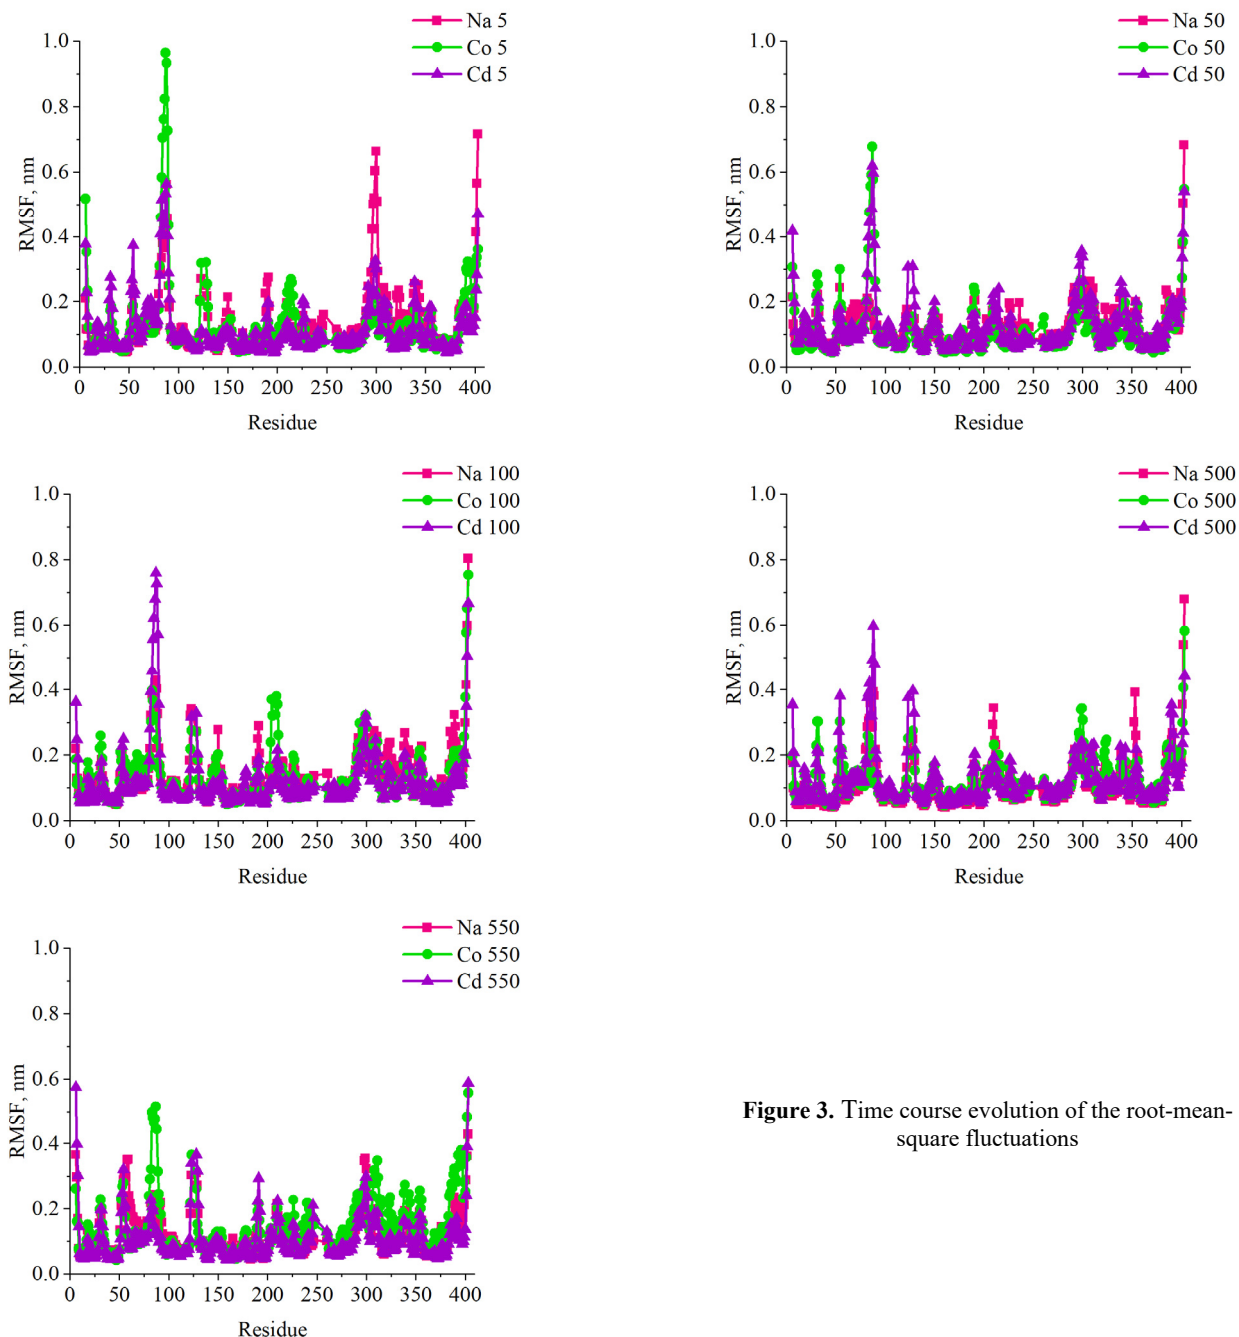 Na 5
Co 5
Cd 5
1.0
0.8
0.6
0.4
0.2
0.0
RMSF, nm
0 50 100 150 200 250 300 350 400
Residue
Na 50
Co 50
Cd 50
1.0
0.8
0.6
0.4
0.2
0.0
RMSF, nm
0 50 100 150 200 250 300 350 400
Residue
Na 100
Co 100
Cd 100
1.0
0.8
0.6
0.4
0.2
0.0
RMSF, nm
0 50 100 150 200 250 300 350 400
Residue
Na 500
Co 500
Cd 500
1.0
0.8
0.6
0.4
0.2
0.0
RMSF, nm
0 50 100 150 200 250 300 350 400
Residue
Na 550
Co 550
Cd 550
1.0
0.8
0.6
0.4
0.2
0.0
RMSF, nm
0 50 100 150 200 250 300 350 400
Residue
Figure 3. Time course evolution of the root-mean-
square fluctuations